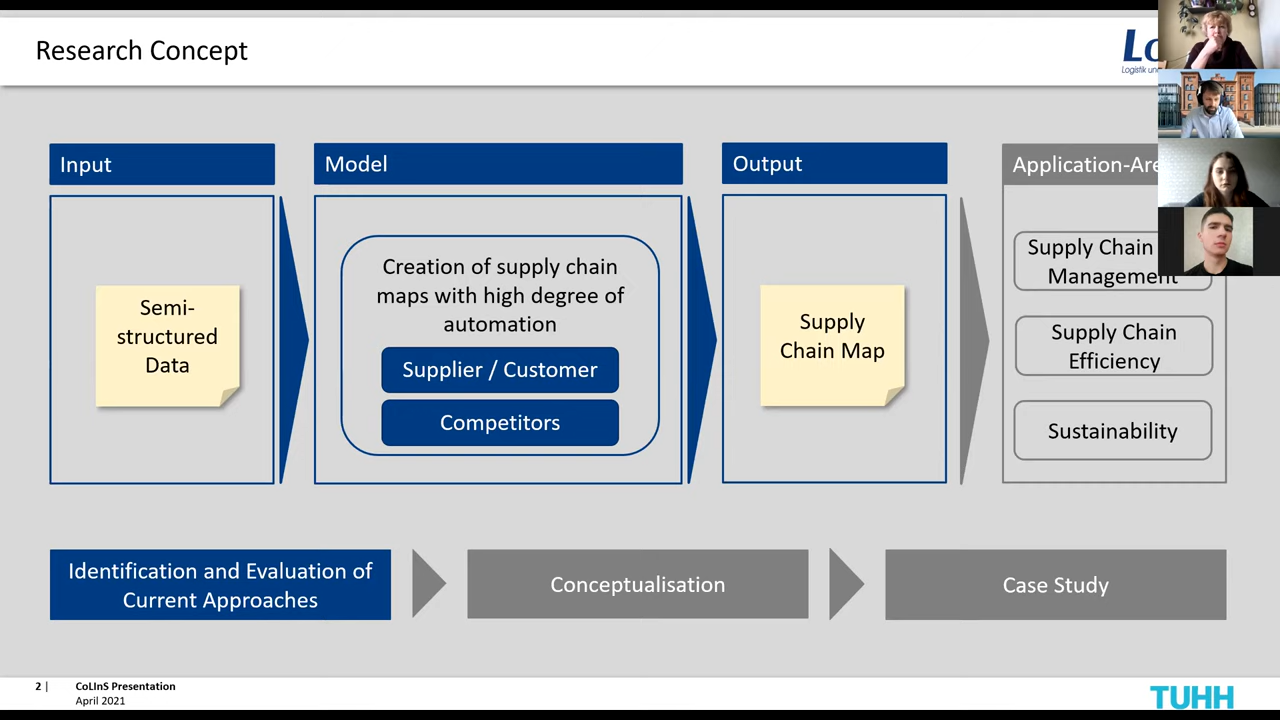 Research Concept
Lo
Logistik un
Input
Model
Output
Application-Are
Semi-
structured
Data
Creation of supply chain
maps with high degree of
automation
Supplier / Customer
Competitors
Supply
Chain Map
Supply Chain
Management
Supply Chain
Efficiency
Sustainability
Identification and Evaluation of
Current Approaches
Conceptualisation
Case Study
2 | CoLInS Presentation
April 2021
TUHH